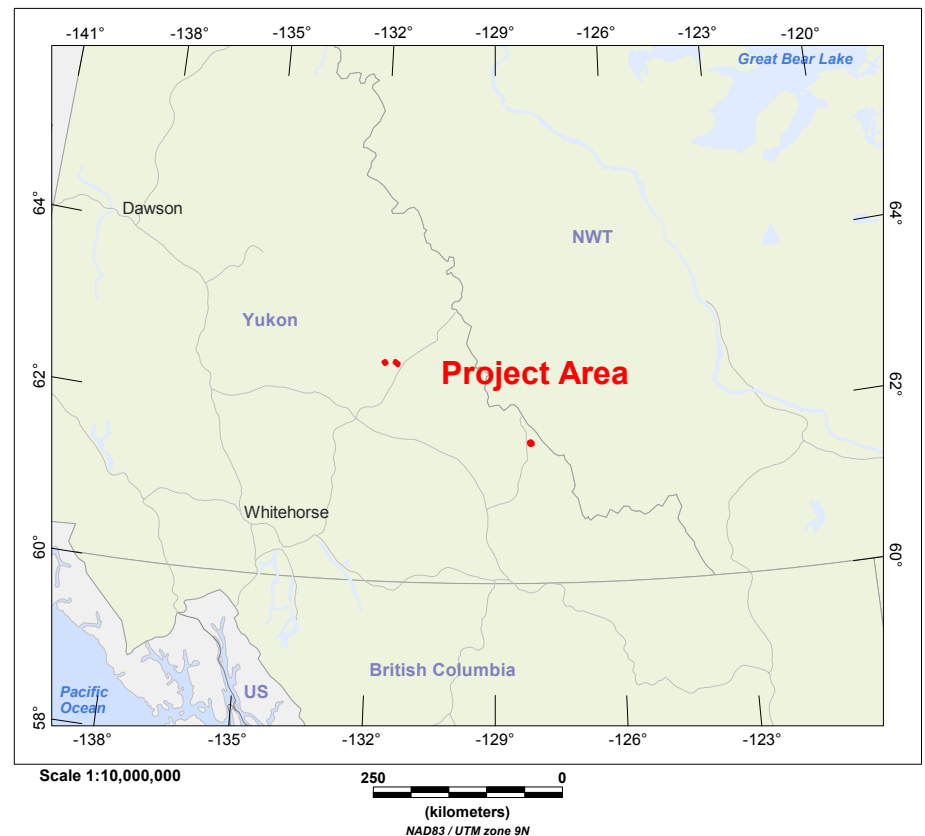 -141° -138° -135° -132° -129° -126° -123° -120°
Great Bear Lake
64° Dawson 64°
NWT
Yukon
62° Project Area 62°
Whitehorse
60° 60°
British Columbia
Pacific
Ocean
US
58°
-138° -135° -132° -129° -126° -123°
Scale 1:10,000,000 250 0
(kilometers)
NAD83 / UTM zone 9N